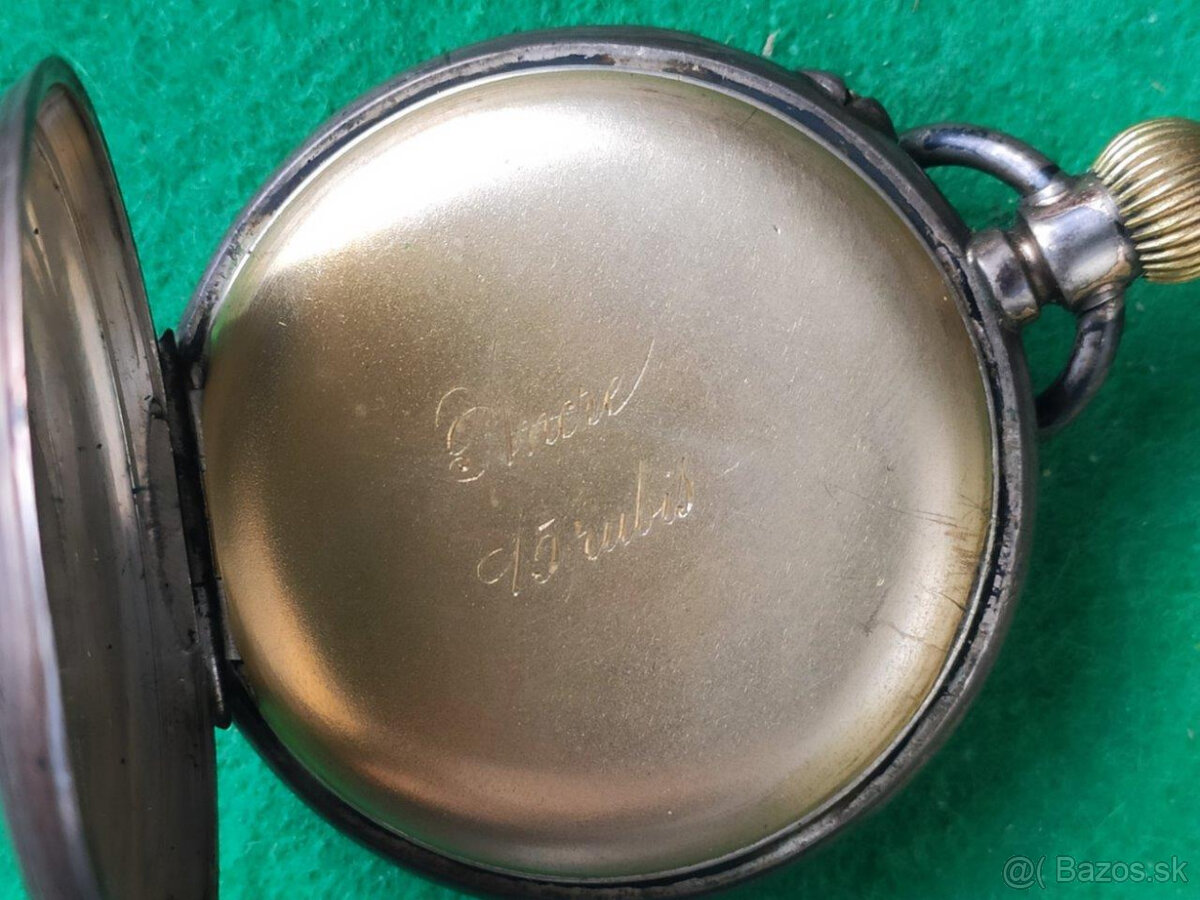 Ancre
15 rubis
@( Bazos.sk